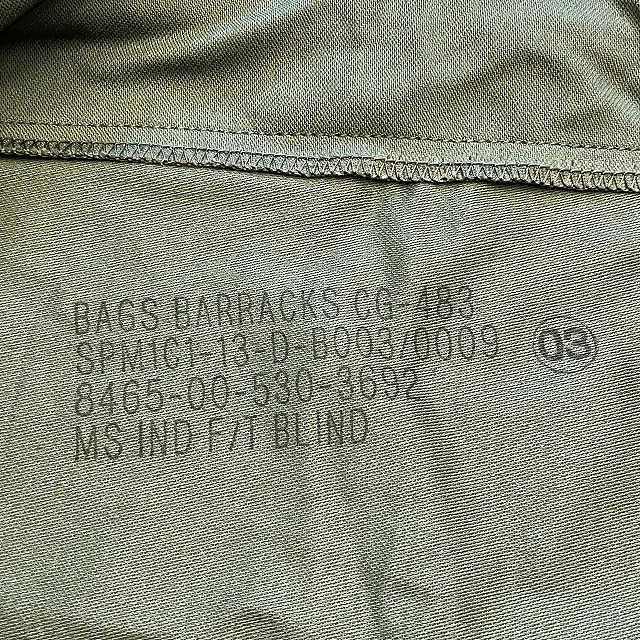 BAGS BARRACKS CG-483
SPM1C1-13-D-B003/0009
8465-00-530-3692
MS IND F/T BLIND
03